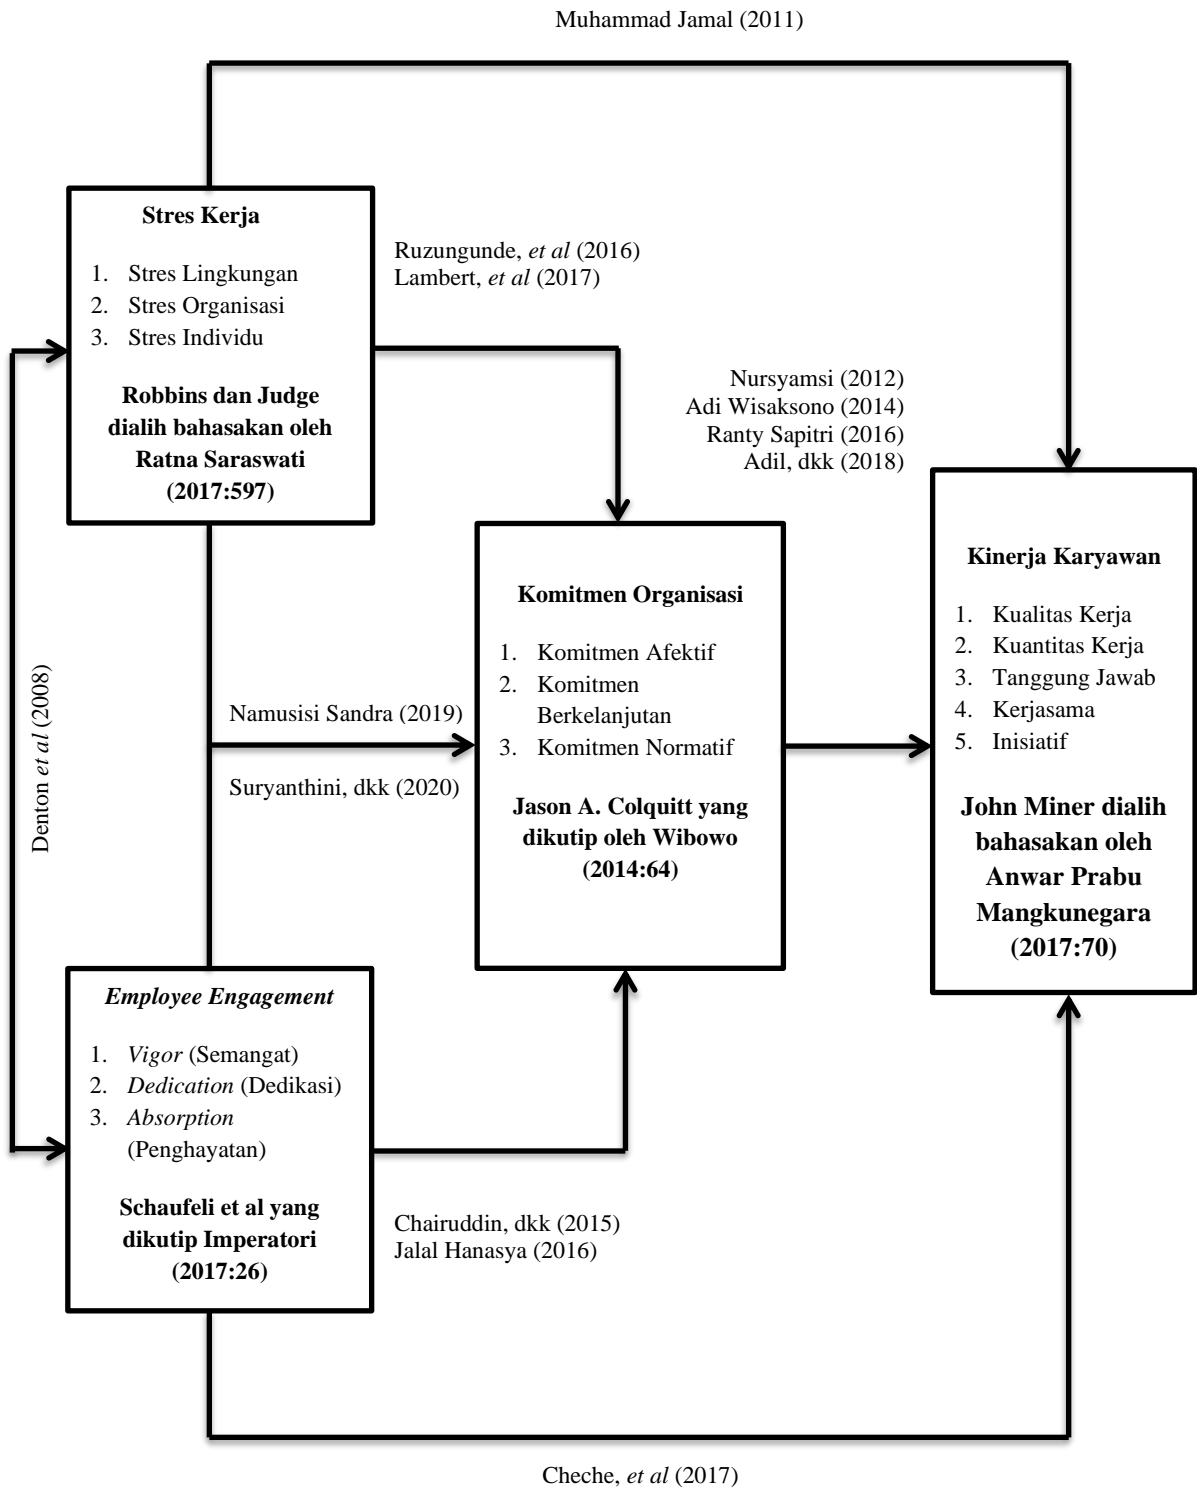 Muhammad Jamal (2011)
Stres Kerja
1. Stres Lingkungan
2. Stres Organisasi
3. Stres Individu
Robbins dan Judge
dialih bahasakan oleh
Ratna Saraswati
(2017:597)
Ruzungunde, et al (2016)
Lambert, et al (2017)
Nursyamsi (2012)
Adi Wisaksono (2014)
Ranty Sapitri (2016)
Adil, dkk (2018)
Denton et al (2008)
Namusisi Sandra (2019)
Suryanthini, dkk (2020)
Komitmen Organisasi
1. Komitmen Afektif
2. Komitmen
Berkelanjutan
3. Komitmen Normatif
Jason A. Colquitt yang
dikutip oleh Wibowo
(2014:64)
Kinerja Karyawan
1. Kualitas Kerja
2. Kuantitas Kerja
3. Tanggung Jawab
4. Kerjasama
5. Inisiatif
John Miner dialih
bahasakan oleh
Anwar Prabu
Mangkunegara
(2017:70)
Employee Engagement
1. Vigor (Semangat)
2. Dedication (Dedikasi)
3. Absorption
(Penghayatan)
Schaufeli et al yang
dikutip Imperatori
(2017:26)
Chairuddin, dkk (2015)
Jalal Hanasya (2016)
Cheche, et al (2017)